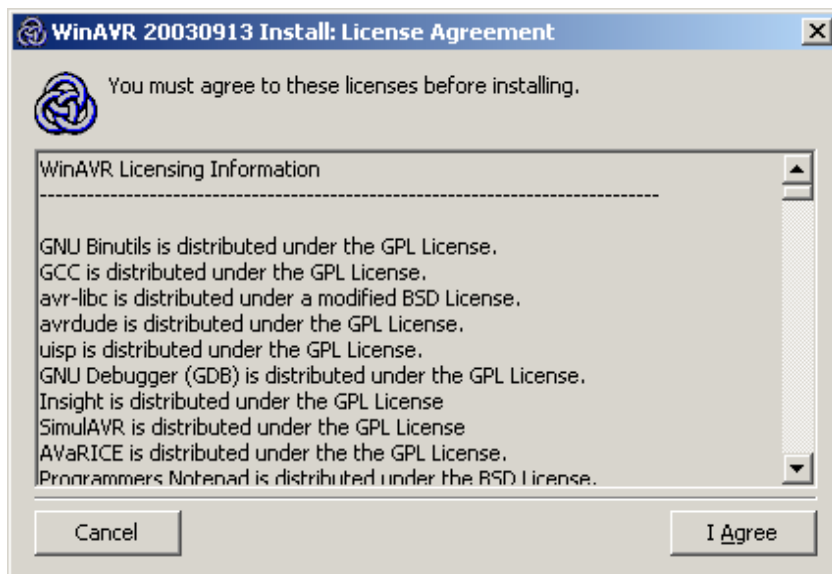 WinAVR 20030913 Install: License Agreement
You must agree to these licenses before installing.
WinAVR Licensing Information
-------------------------------------------------------------------------------
GNU Binutils is distributed under the GPL License.
GCC is distributed under the GPL License.
avr-libc is distributed under a modified BSD License.
avrdude is distributed under the GPL License.
uisp is distributed under the GPL License.
GNU Debugger (GDB) is distributed under the GPL License.
Insight is distributed under the GPL License
SimulAVR is distributed under the GPL License
AVaRICE is distributed under the the GPL License.
Programmers Notepad is distributed under the BSD License.
Cancel
I Agree